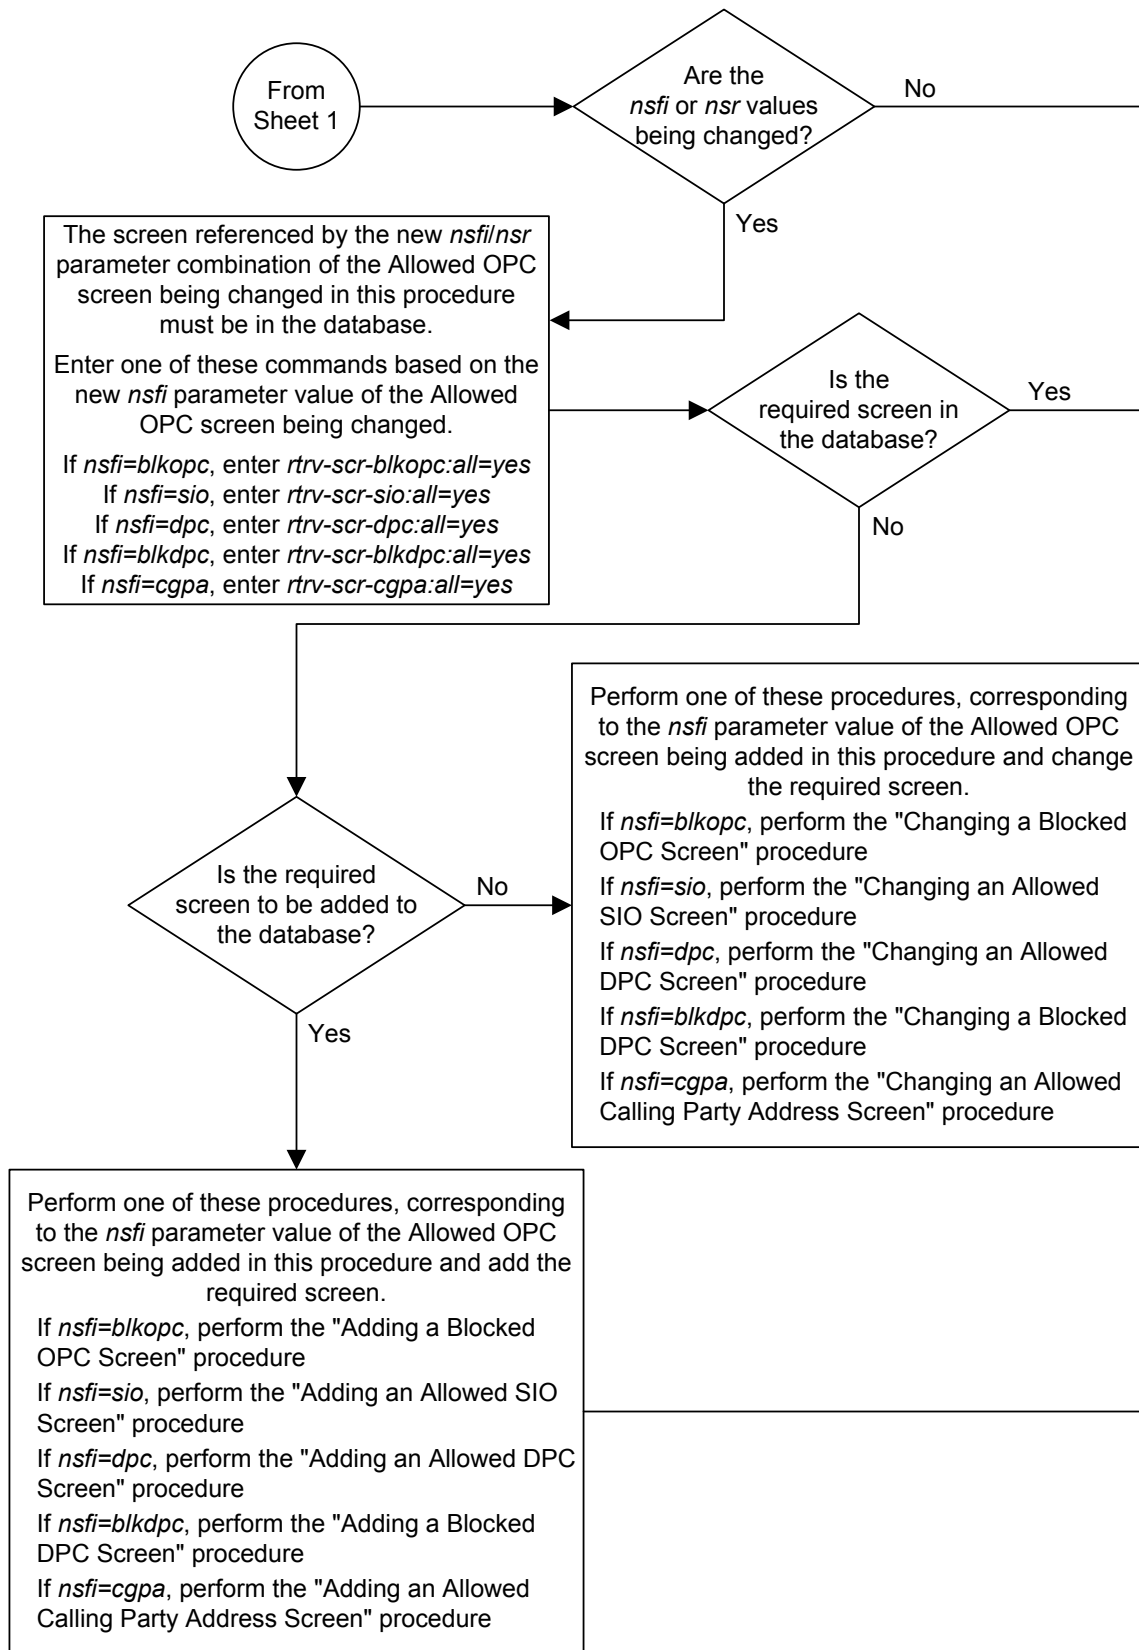 From
Sheet 1
Are the
nsfi or nsr values
being changed?
No
Yes
The screen referenced by the new nsfi/nsr
parameter combination of the Allowed OPC
screen being changed in this procedure
must be in the database.
Enter one of these commands based on the
new nsfi parameter value of the Allowed
OPC screen being changed.
If nsfi=blkopc, enter rtrv-scr-blkopc:all=yes
If nsfi=sio, enter rtrv-scr-sio:all=yes
If nsfi=dpc, enter rtrv-scr-dpc:all=yes
If nsfi=blkdpc, enter rtrv-scr-blkdpc:all=yes
If nsfi=cgpa, enter rtrv-scr-cgpa:all=yes
Is the
required screen in
the database?
Yes
No
Is the required
screen to be added to
the database?
No
Yes
Perform one of these procedures, corresponding
to the nsfi parameter value of the Allowed OPC
screen being added in this procedure and change
the required screen.
If nsfi=blkopc, perform the "Changing a Blocked
OPC Screen" procedure
If nsfi=sio, perform the "Changing an Allowed
SIO Screen" procedure
If nsfi=dpc, perform the "Changing an Allowed
DPC Screen" procedure
If nsfi=blkdpc, perform the "Changing a Blocked
DPC Screen" procedure
If nsfi=cgpa, perform the "Changing an Allowed
Calling Party Address Screen" procedure
Perform one of these procedures, corresponding
to the nsfi parameter value of the Allowed OPC
screen being added in this procedure and add the
required screen.
If nsfi=blkopc, perform the "Adding a Blocked
OPC Screen" procedure
If nsfi=sio, perform the "Adding an Allowed SIO
Screen" procedure
If nsfi=dpc, perform the "Adding an Allowed DPC
Screen" procedure
If nsfi=blkdpc, perform the "Adding a Blocked
DPC Screen" procedure
If nsfi=cgpa, perform the "Adding an Allowed
Calling Party Address Screen" procedure